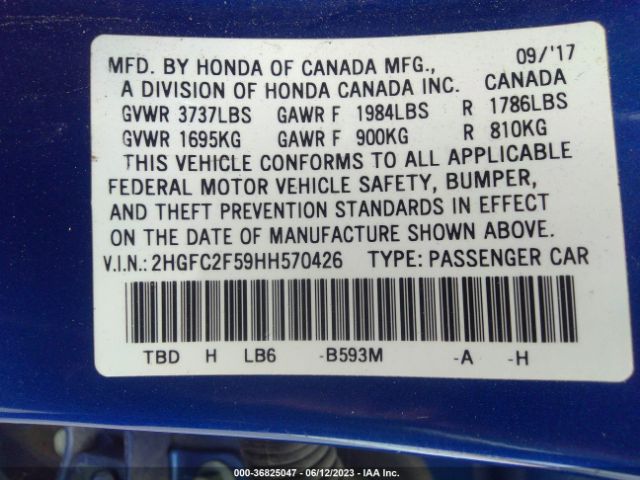 MFD. BY HONDA OF CANADA MFG., 09/'17
A DIVISION OF HONDA CANADA INC. CANADA
GVWR 3737LBS GAWR F 1984LBS R 1786LBS
GVWR 1695KG GAWR F 900KG R 810KG
THIS VEHICLE CONFORMS TO ALL APPLICABLE
FEDERAL MOTOR VEHICLE SAFETY, BUMPER,
AND THEFT PREVENTION STANDARDS IN EFFECT
ON THE DATE OF MANUFACTURE SHOWN ABOVE.
V.I.N.: 2HGFC2F59HH570426 TYPE: PASSENGER CAR
TBD H LB6 -B593M -A -H
000-36825047 - 06/12/2023 - IAA Inc.